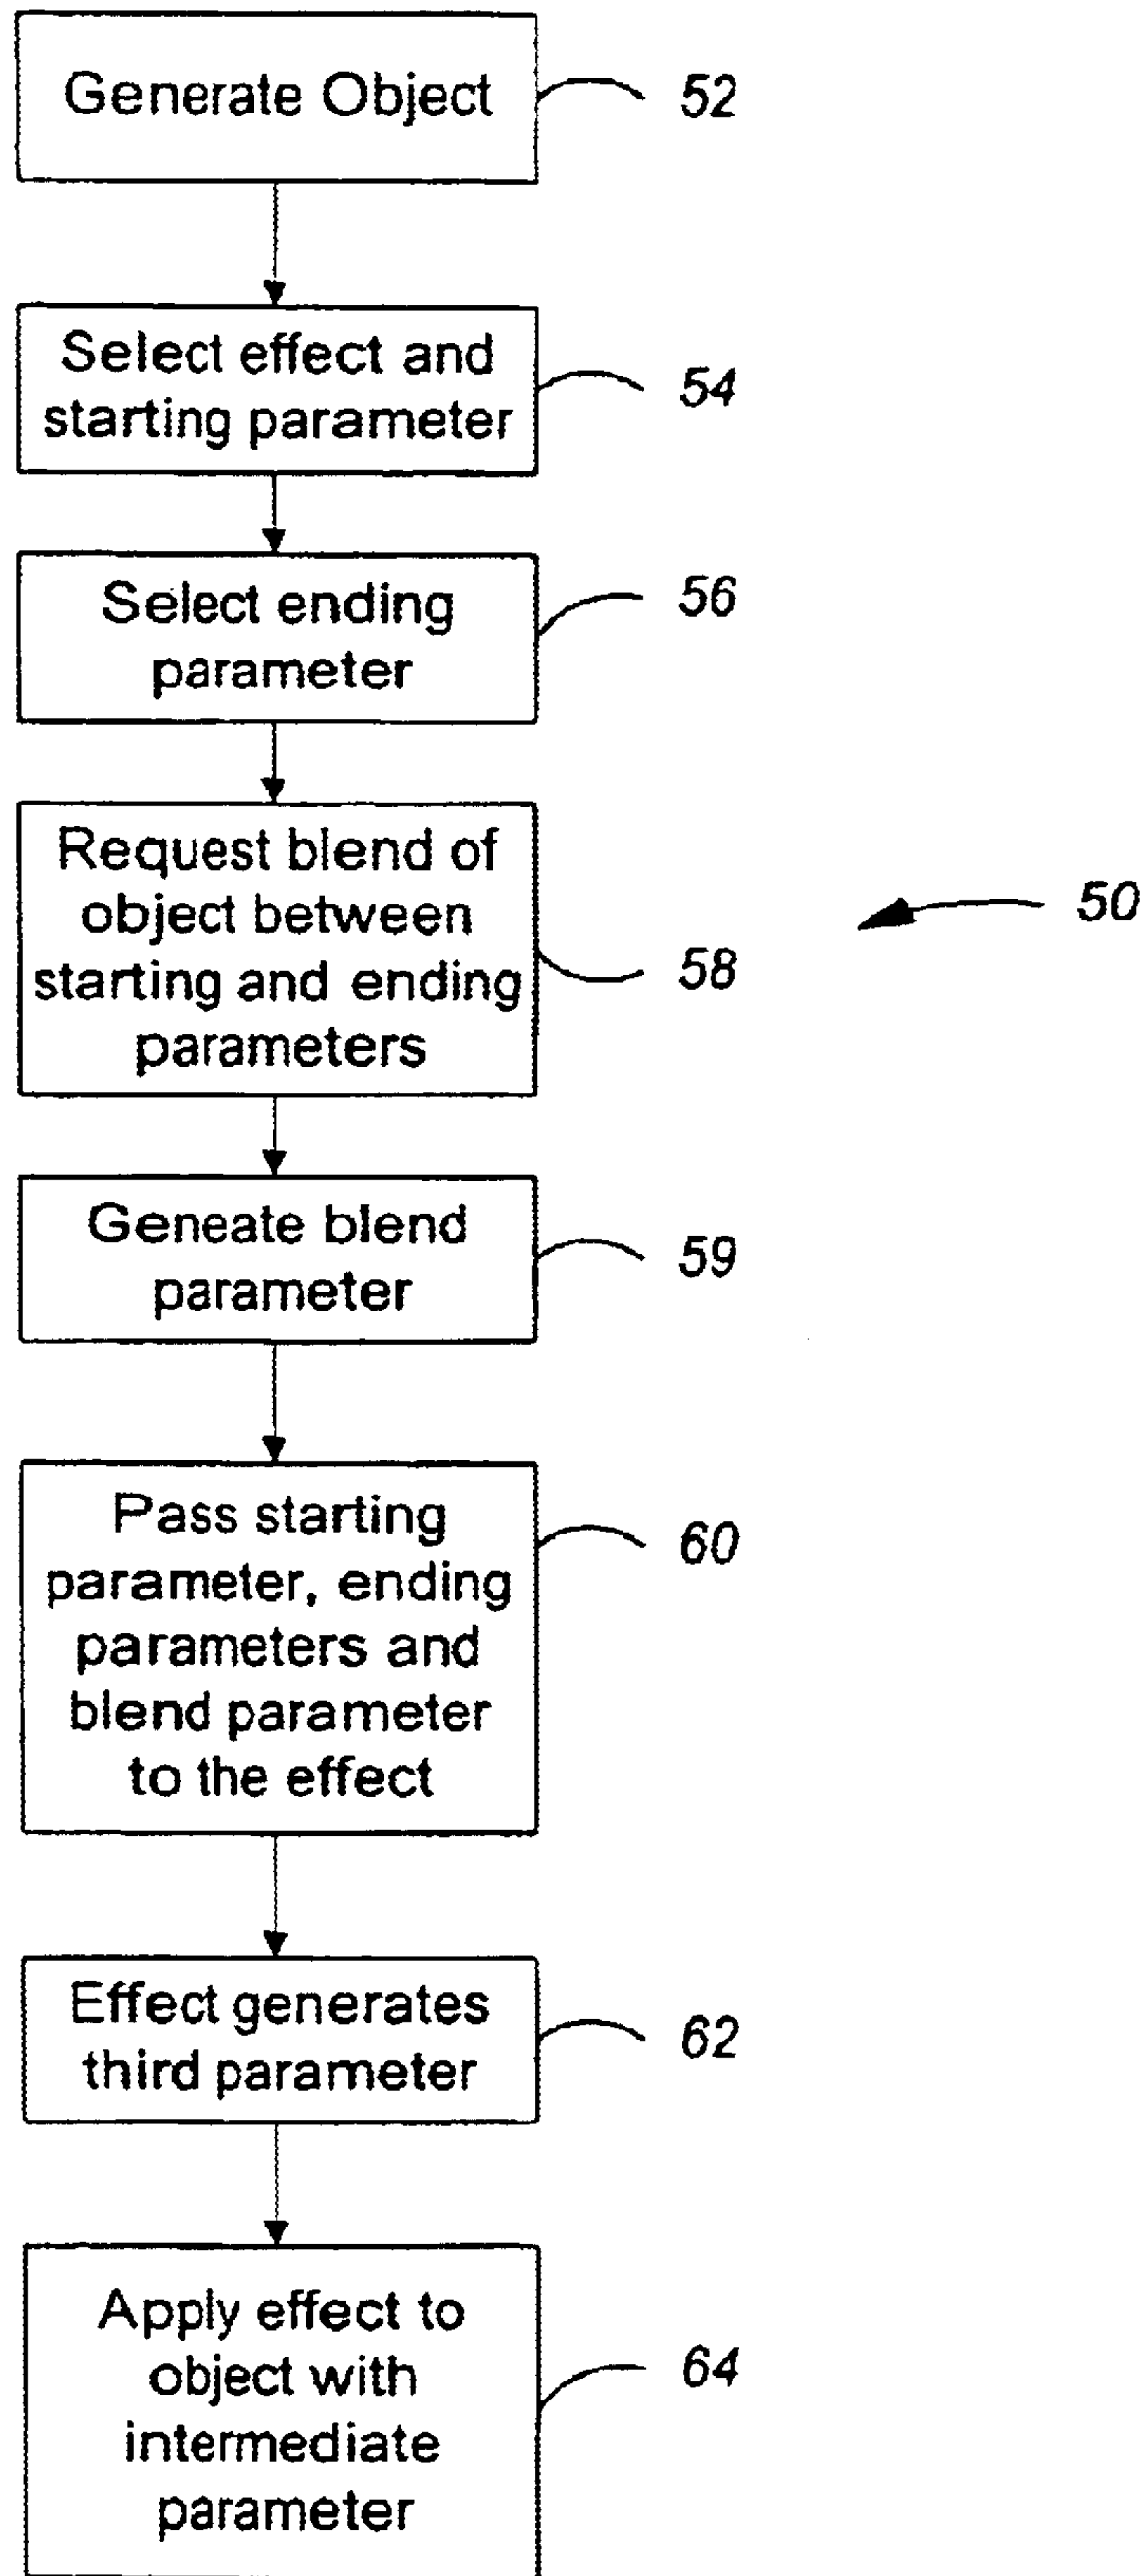 Generate Object
52
Select effect and
starting parameter
54
Select ending
parameter
56
Request blend of
object between
starting and ending
parameters
58
50
Geneate blend
parameter
59
Pass starting
parameter, ending
parameters and
blend parameter
to the effect
60
Effect generates
third parameter
62
Apply effect to
object with
intermediate
parameter
64